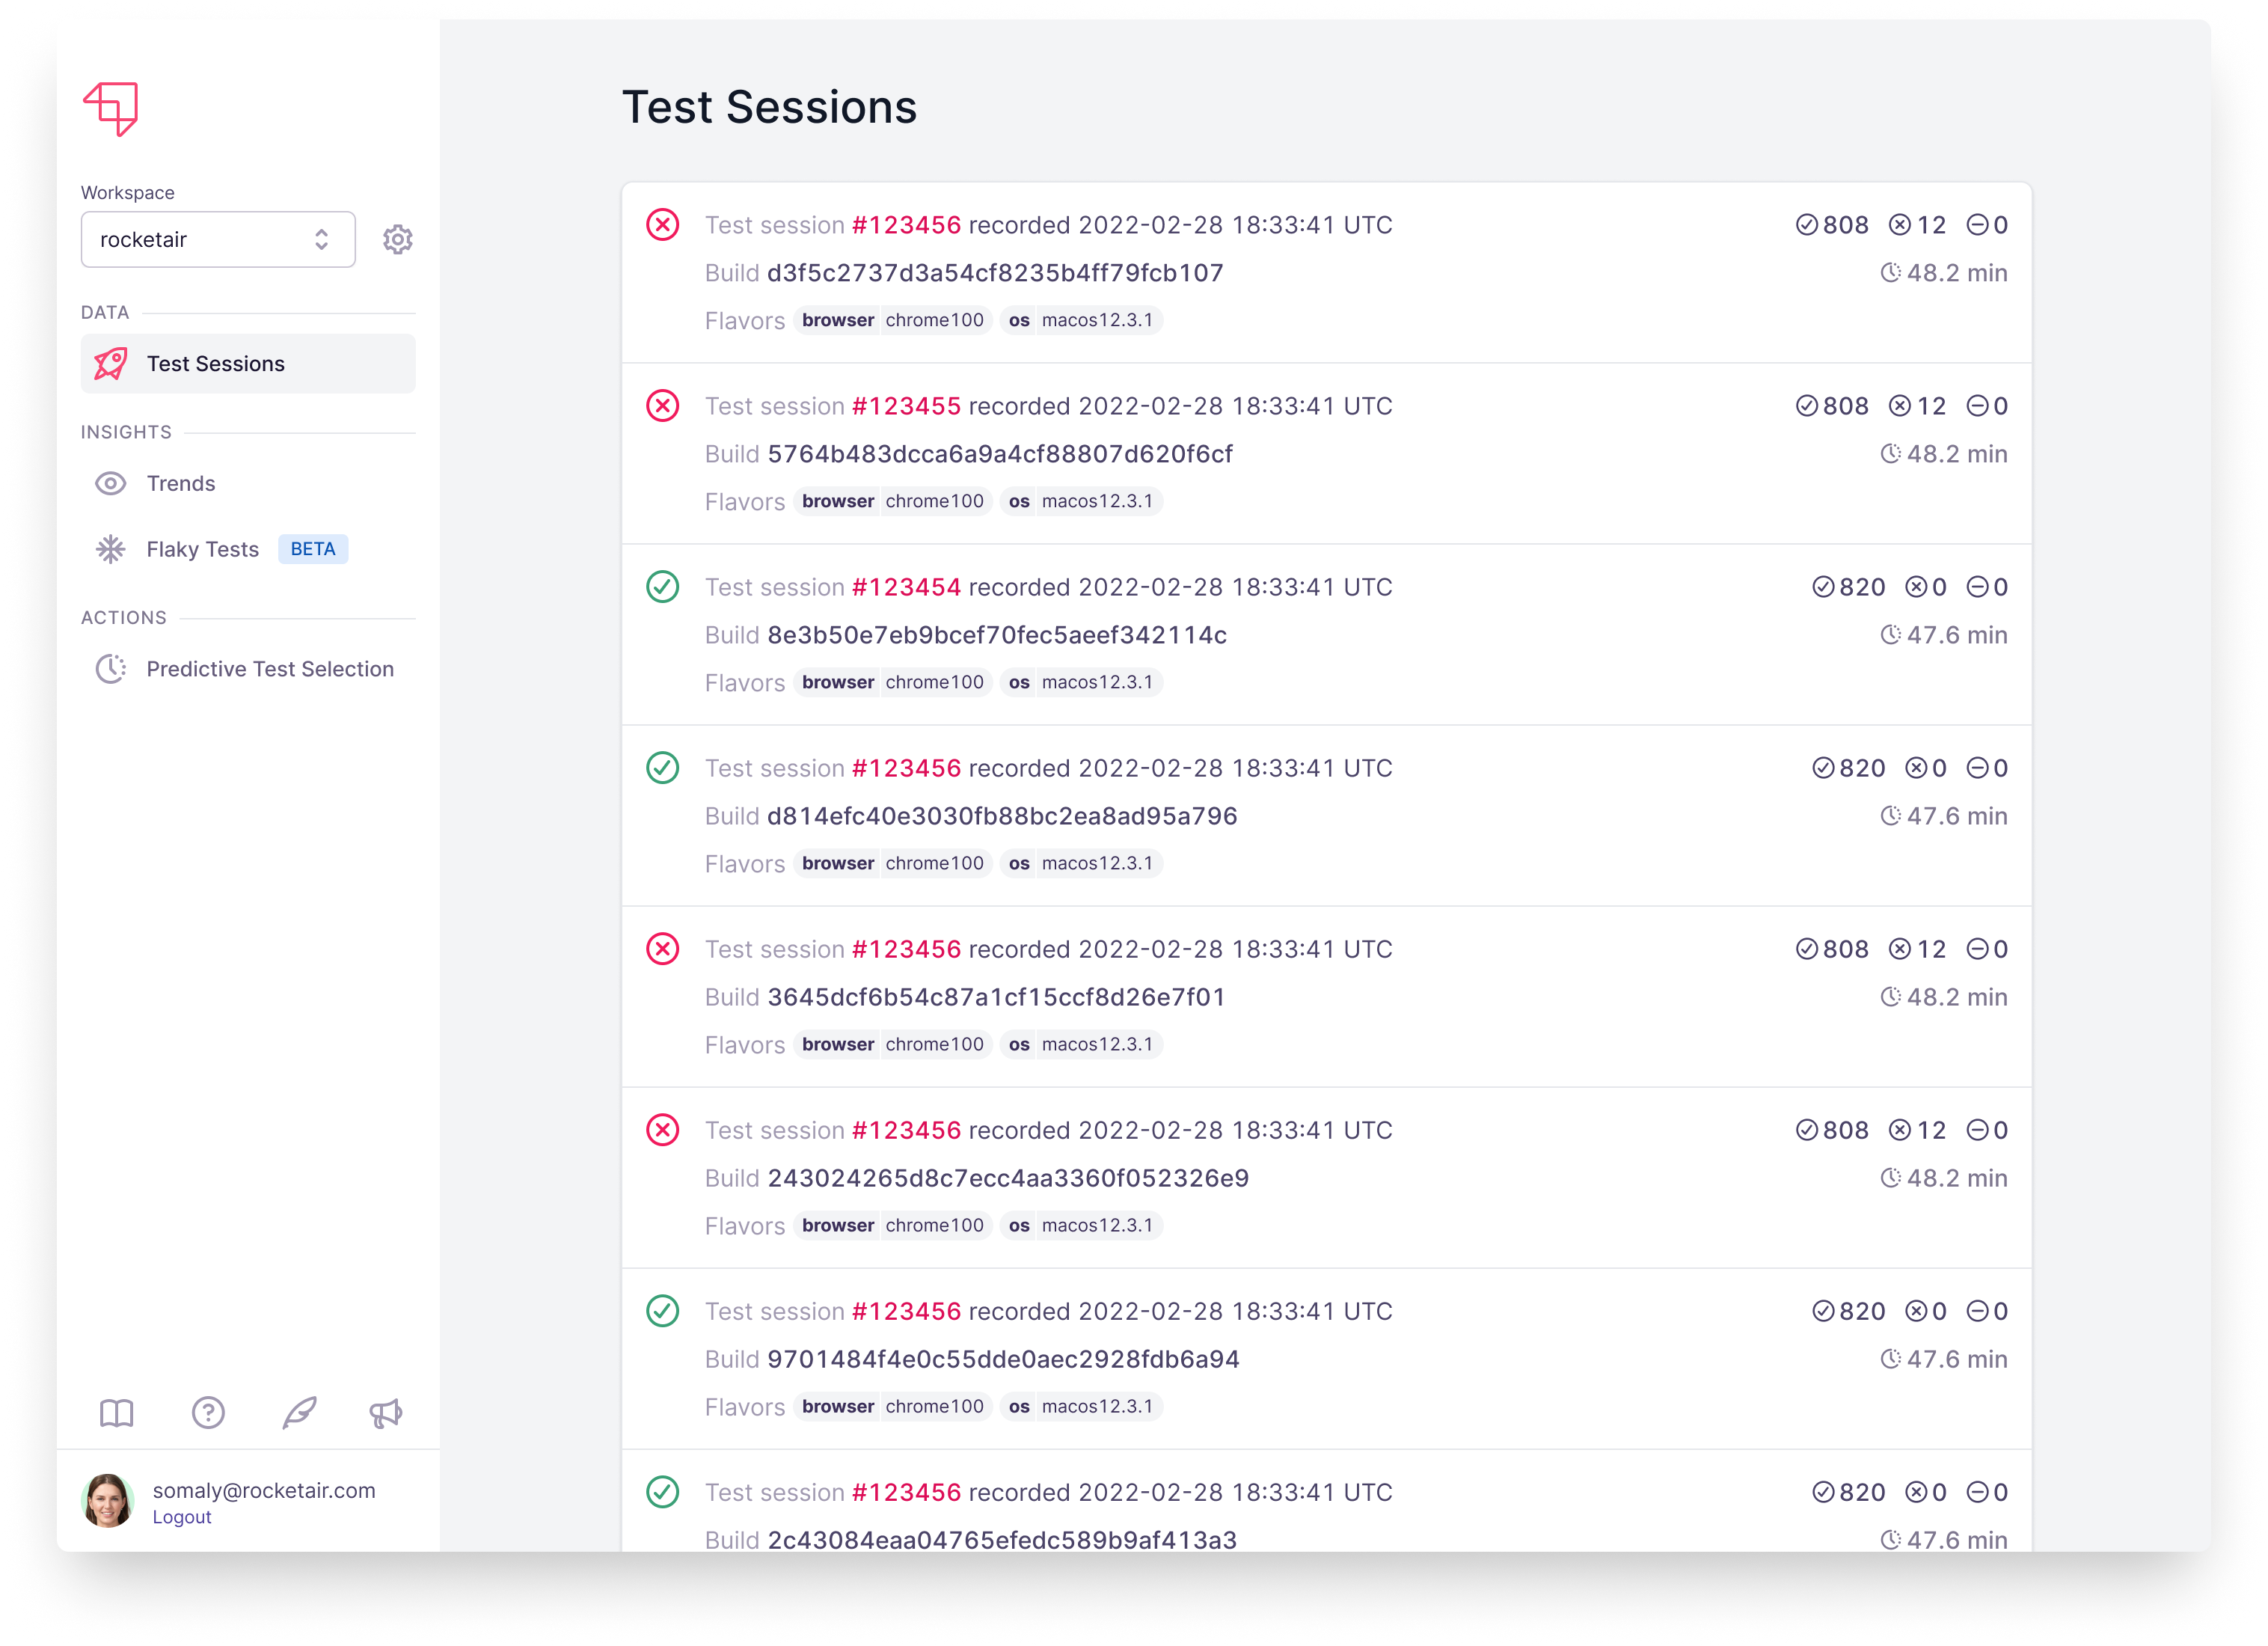 Workspace
rocketair
DATA
Test Sessions
INSIGHTS
Trends
Flaky Tests BETA
ACTIONS
Predictive Test Selection
somaly@rocketair.com
Logout
Test Sessions
Test session #123456 recorded 2022-02-28 18:33:41 UTC 808 12 0
Build d3f5c2737d3a54cf8235b4ff79fcb107 48.2 min
Flavors browser chrome100 os macos12.3.1
Test session #123455 recorded 2022-02-28 18:33:41 UTC 808 12 0
Build 5764b483dcca6a9a4cf88807d620f6cf 48.2 min
Flavors browser chrome100 os macos12.3.1
Test session #123454 recorded 2022-02-28 18:33:41 UTC 820 0 0
Build 8e3b50e7eb9bcef70fec5aeef342114c 47.6 min
Flavors browser chrome100 os macos12.3.1
Test session #123456 recorded 2022-02-28 18:33:41 UTC 820 0 0
Build d814efc40e3030fb88bc2ea8ad95a796 47.6 min
Flavors browser chrome100 os macos12.3.1
Test session #123456 recorded 2022-02-28 18:33:41 UTC 808 12 0
Build 3645dcf6b54c87a1cf15ccf8d26e7f01 48.2 min
Flavors browser chrome100 os macos12.3.1
Test session #123456 recorded 2022-02-28 18:33:41 UTC 808 12 0
Build 243024265d8c7ecc4aa3360f052326e9 48.2 min
Flavors browser chrome100 os macos12.3.1
Test session #123456 recorded 2022-02-28 18:33:41 UTC 820 0 0
Build 9701484f4e0c55dde0aec2928fdb6a94 47.6 min
Flavors browser chrome100 os macos12.3.1
Test session #123456 recorded 2022-02-28 18:33:41 UTC 820 0 0
Build 2c43084eaa04765efedc589b9af413a3 47.6 min